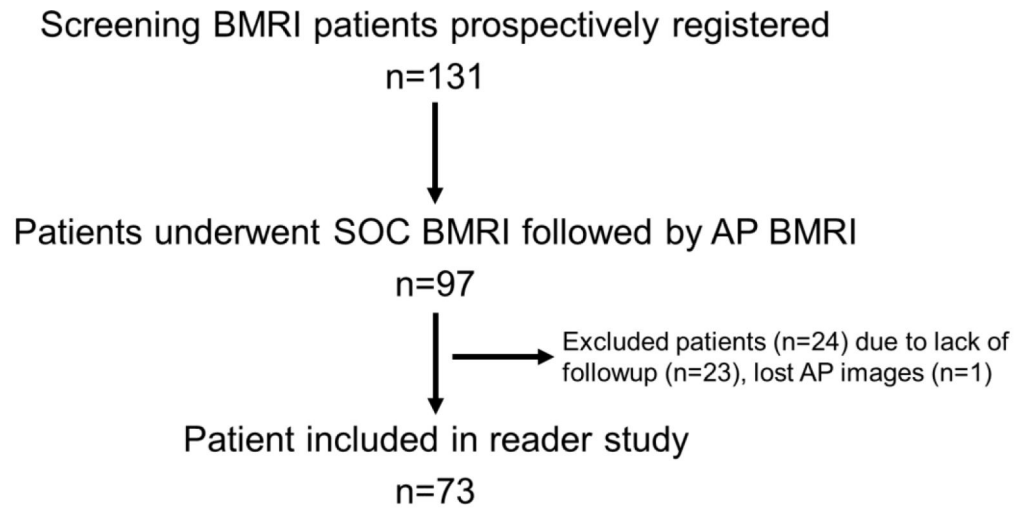 Screening BMRI patients prospectively registered
n=131
Patients underwent SOC BMRI followed by AP BMRI
n=97
Excluded patients (n=24) due to lack of
followup (n=23), lost AP images (n=1)
Patient included in reader study
n=73